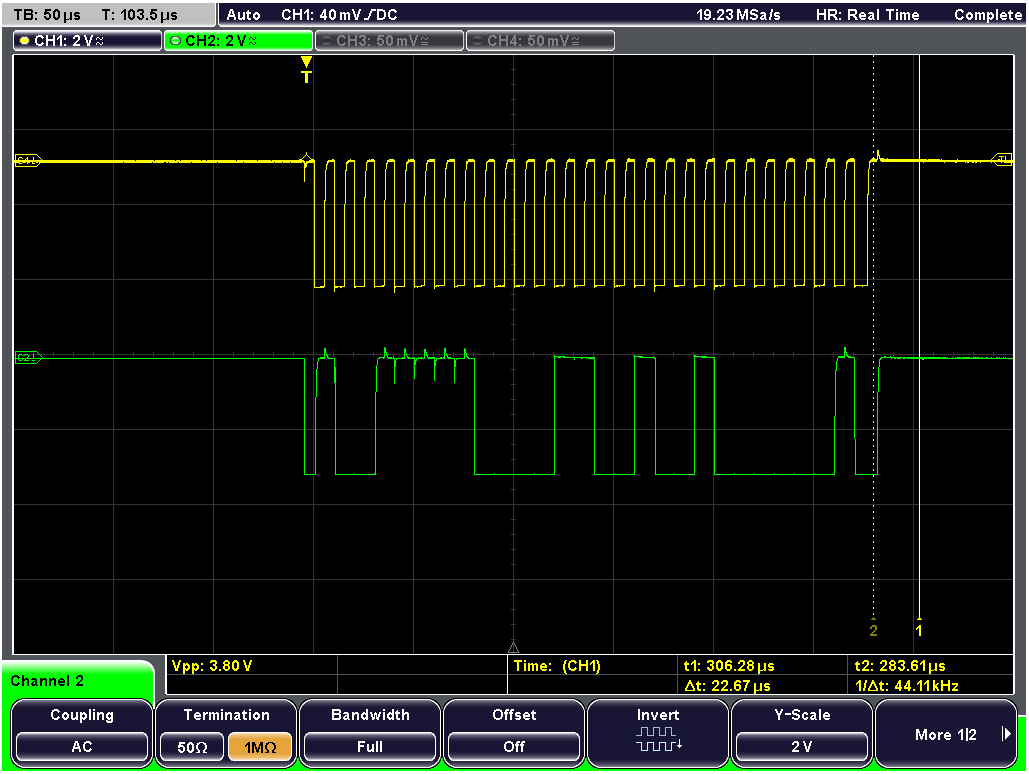 TB: 50 µs T: 103.5 µs Auto CH1: 40 mV DC 19.23 MSa/s HR: Real Time Complete
CH1: 2 V≈ CH2: 2 V≈ CH3: 50 mV≅ CH4: 50 mV≅
T
C1
TL
C2
2 1
Vpp: 3.80 V Time: (CH1) t1: 306.28 µs t2: 283.61 µs
Δt: 22.67 µs 1/Δt: 44.11 kHz
Channel 2
Coupling Termination Bandwidth Offset Invert Y-Scale More 1|2
AC 50Ω 1MΩ Full Off 2 V